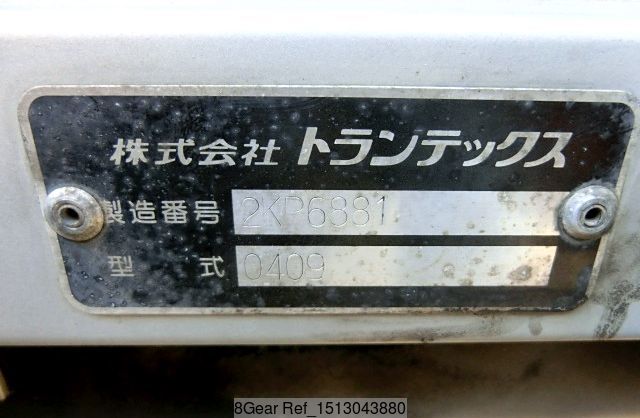 株式会社 トランテックス
製造番号 2KP6881
型式 0409
8Gear Ref_1513043880